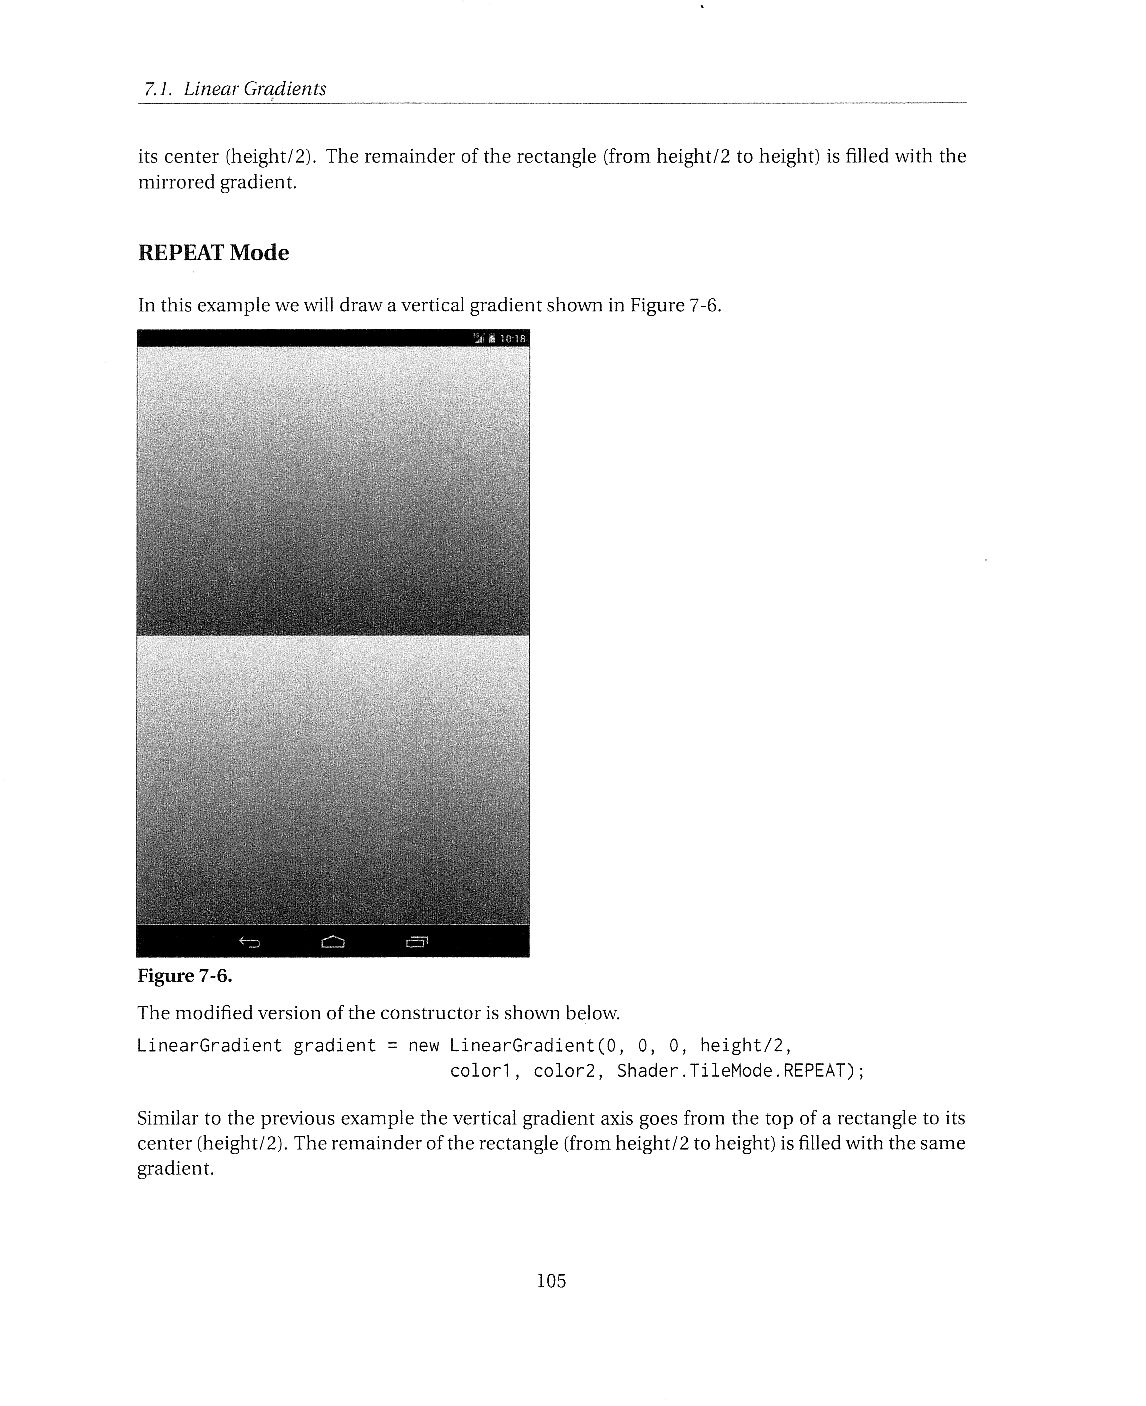 7.1. Linear Gradients
its center (height/2). The remainder of the rectangle (from height/2 to height) is filled with the
mirrored gradient.
REPEAT Mode
In this example we will draw a vertical gradient shown in Figure 7-6.
10:18
Figure 7-6.
The modified version of the constructor is shown below.
LinearGradient gradient = new LinearGradient(0, 0, 0, height/2,
color1, color2, Shader.TileMode.REPEAT);
Similar to the previous example the vertical gradient axis goes from the top of a rectangle to its
center (height/2). The remainder of the rectangle (from height/2 to height) is filled with the same
gradient.
105